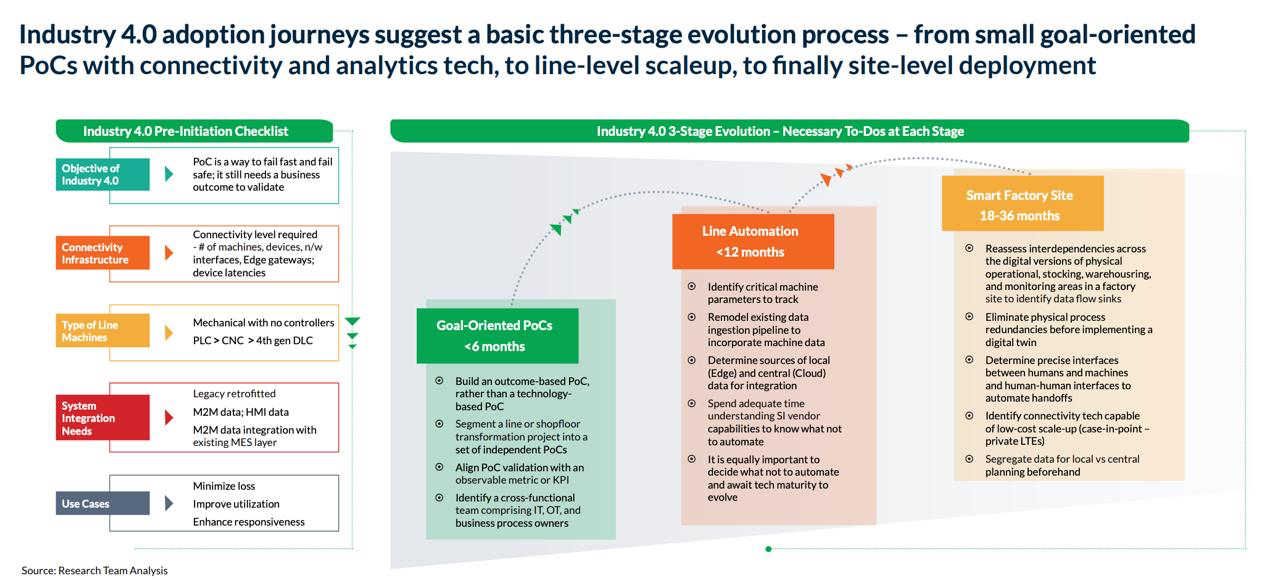 Industry 4.0 adoption journeys suggest a basic three-stage evolution process – from small goal-oriented
PoCs with connectivity and analytics tech, to line-level scaleup, to finally site-level deployment
Industry 4.0 Pre-Initiation Checklist
Objective of
Industry 4.0
PoC is a way to fail fast and fail
safe; it still needs a business
outcome to validate
Connectivity
Infrastructure
Connectivity level required
- # of machines, devices, n/w
interfaces, Edge gateways;
device latencies
Type of Line
Machines
Mechanical with no controllers
PLC > CNC > 4th gen DLC
System
Integration
Needs
Legacy retrofitted
M2M data; HMI data
M2M data integration with
existing MES layer
Use Cases
Minimize loss
Improve utilization
Enhance responsiveness
Industry 4.0 3-Stage Evolution – Necessary To-Dos at Each Stage
Goal-Oriented PoCs
<6 months
Build an outcome-based PoC,
rather than a technology-
based PoC
Segment a line or shopfloor
transformation project into a
set of independent PoCs
Align PoC validation with an
observable metric or KPI
Identify a cross-functional
team comprising IT, OT, and
business process owners
Line Automation
<12 months
Identify critical machine
parameters to track
Remodel existing data
ingestion pipeline to
incorporate machine data
Determine sources of local
(Edge) and central (Cloud)
data for integration
Spend adequate time
understanding SI vendor
capabilities to know what not
to automate
It is equally important to
decide what not to automate
and await tech maturity to
evolve
Smart Factory Site
18-36 months
Reassess interdependencies across
the digital versions of physical
operational, stocking, warehousring,
and monitoring areas in a factory
site to identify data flow sinks
Eliminate physical process
redundancies before implementing a
digital twin
Determine precise interfaces
between humans and machines
and human-human interfaces to
automate handoffs
Identify connectivity tech capable
of low-cost scale-up (case-in-point –
private LTEs)
Segregate data for local vs central
planning beforehand
Source: Research Team Analysis